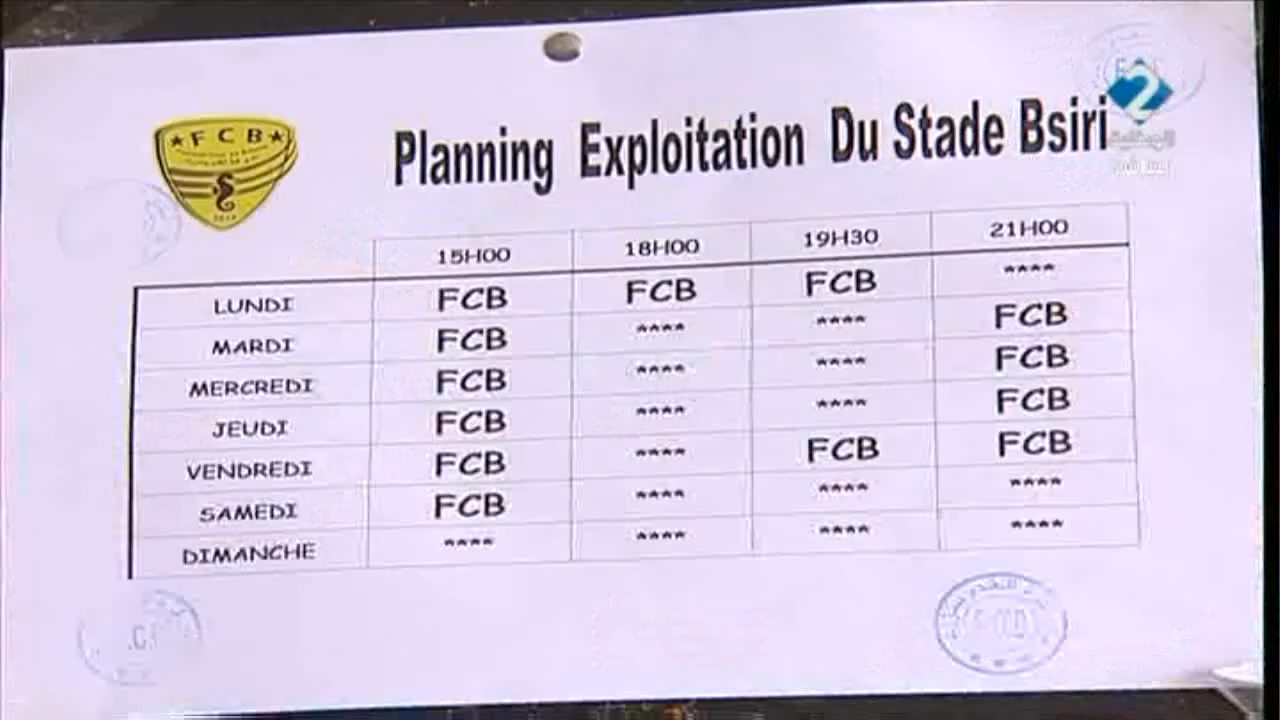 ★ F C B ★
Planning Exploitation Du Stade Bsiri
2
الوطنية
15H00 18H00 19H30 21H00
LUNDI FCB FCB FCB ****
MARDI FCB **** **** FCB
MERCREDI FCB **** **** FCB
JEUDI FCB **** **** FCB
VENDREDI FCB **** FCB FCB
SAMEDI FCB **** **** ****
DIMANCHE **** **** **** ****